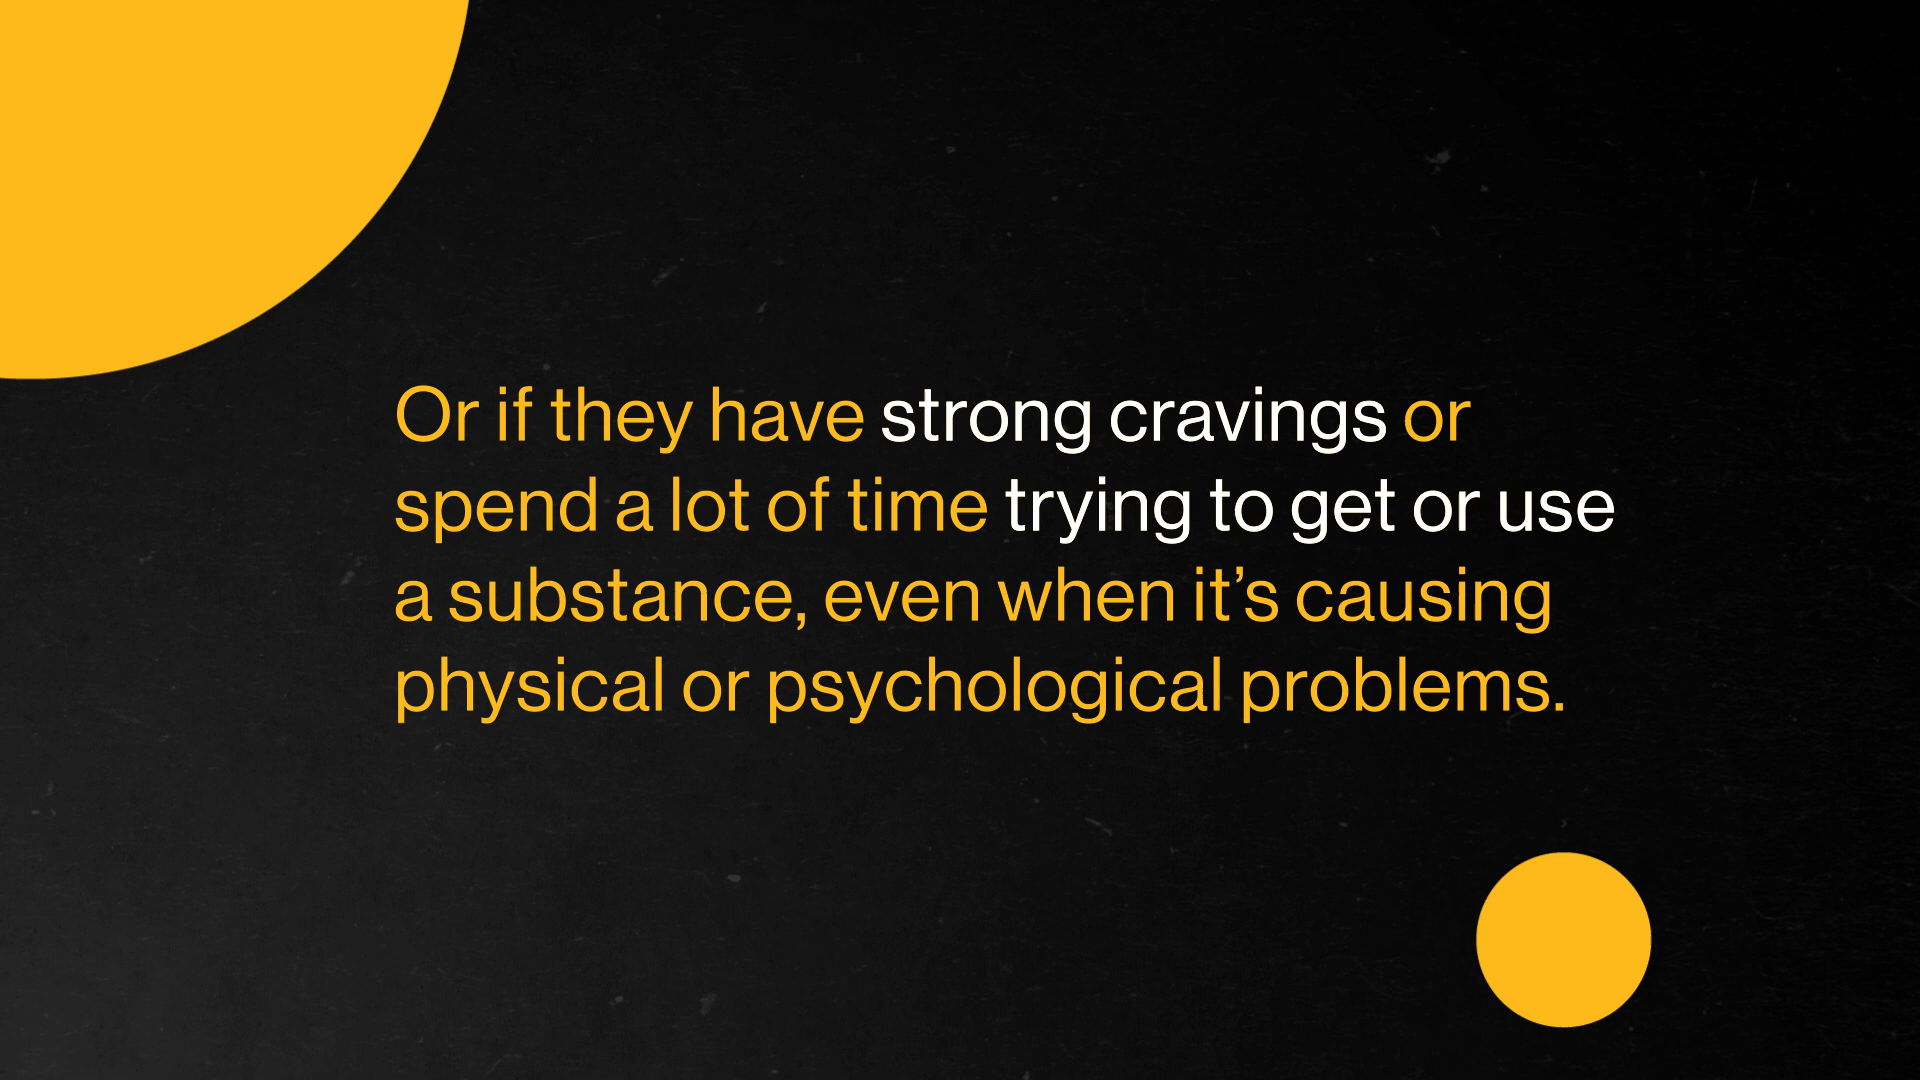 Or if they have strong cravings or
spend a lot of time trying to get or use
a substance, even when it’s causing
physical or psychological problems.